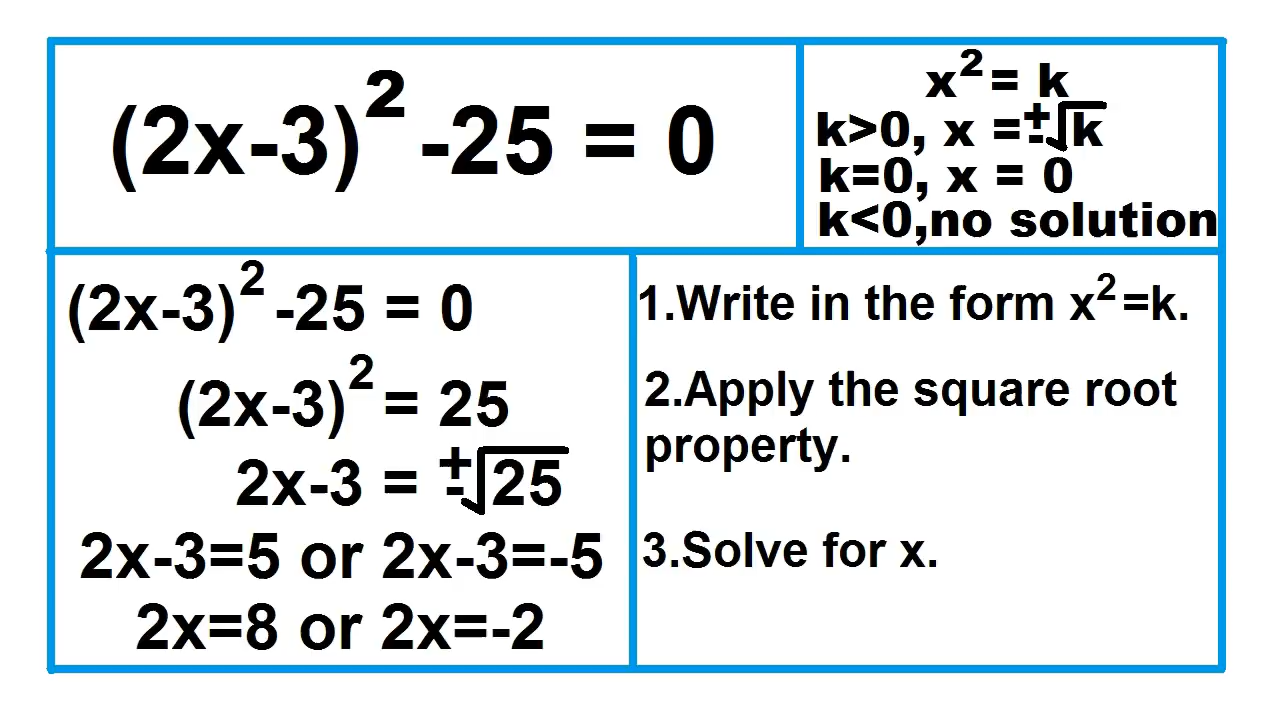 (2x-3)² -25 = 0
x² = k
k>0, x = ±√k
k=0, x = 0
k<0,no solution
(2x-3)² -25 = 0
(2x-3)² = 25
2x-3 = ±√25
2x-3=5 or 2x-3=-5
2x=8 or 2x=-2
1.Write in the form x² =k.
2.Apply the square root
property.
3.Solve for x.